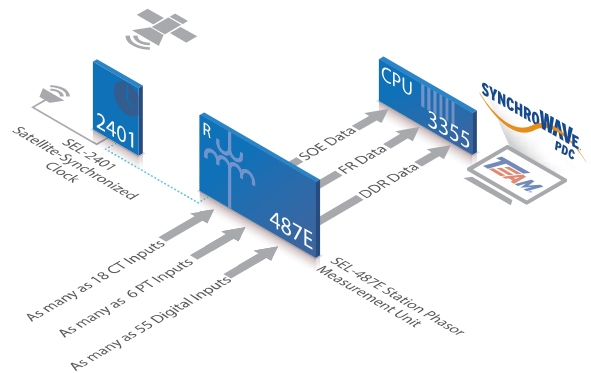 2401
SEL-2401
Satellite-Synchronized
Clock
R
487E
CPU
3355
SOE Data
FR Data
DDR Data
SYNCHROWAVE
PDC
TEAM
As many as 18 CT Inputs
As many as 6 PT Inputs
As many as 55 Digital Inputs
SEL-487E Station Phasor
Measurement Unit